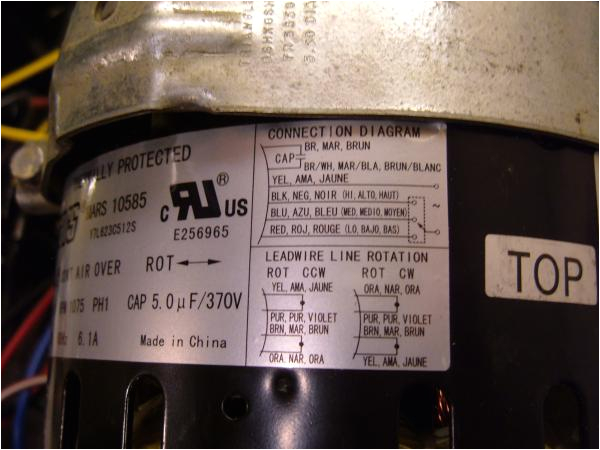 FULLY PROTECTED
MARS 10585
Y7L623C512S
C US ®
E256965
AIR OVER
ROT
1075 PH1
CAP 5.0μF/370V
6.1A
Made in China
CONNECTION DIAGRAM
BR, MAR, BRUN
CAP
BR/WH, MAR/BLA, BRUN/BLANC
YEL, AMA, JAUNE
BLK, NEG, NOIR (HI, ALTO, HAUT)
BLU, AZU, BLEU (MED, MEDIO, MOYEN)
RED, ROJ, ROUGE (LO, BAJO, BAS)
~
LEADWIRE LINE ROTATION
ROT CCW
YEL, AMA, JAUNE
PUR, PUR, VIOLET
BRN, MAR, BRUN
ORA, NAR, ORA
ROT CW
ORA, NAR, ORA
PUR, PUR, VIOLET
BRN, MAR, BRUN
YEL, AMA, JAUNE
TOP